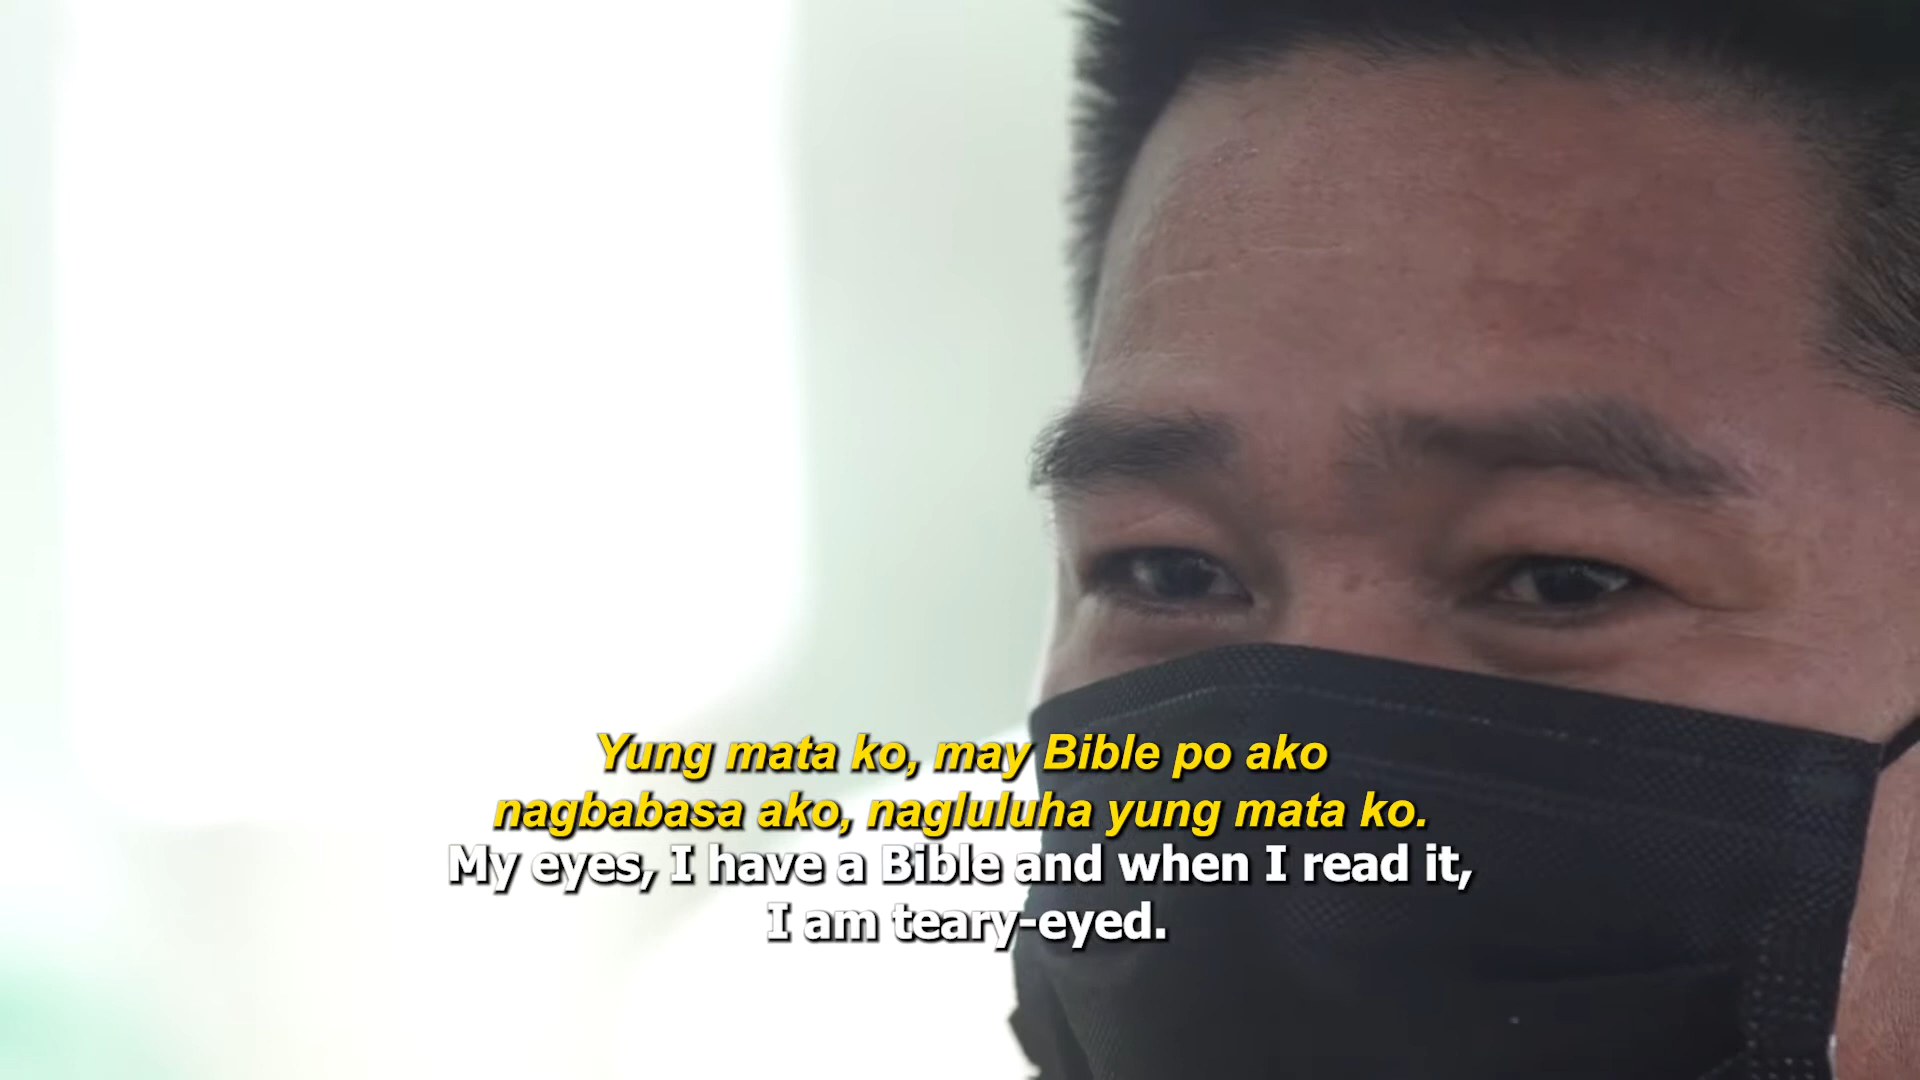 Yung mata ko, may Bible po ako
nagbabasa ako, nagluluha yung mata ko.
My eyes, I have a Bible and when I read it,
I am teary-eyed.